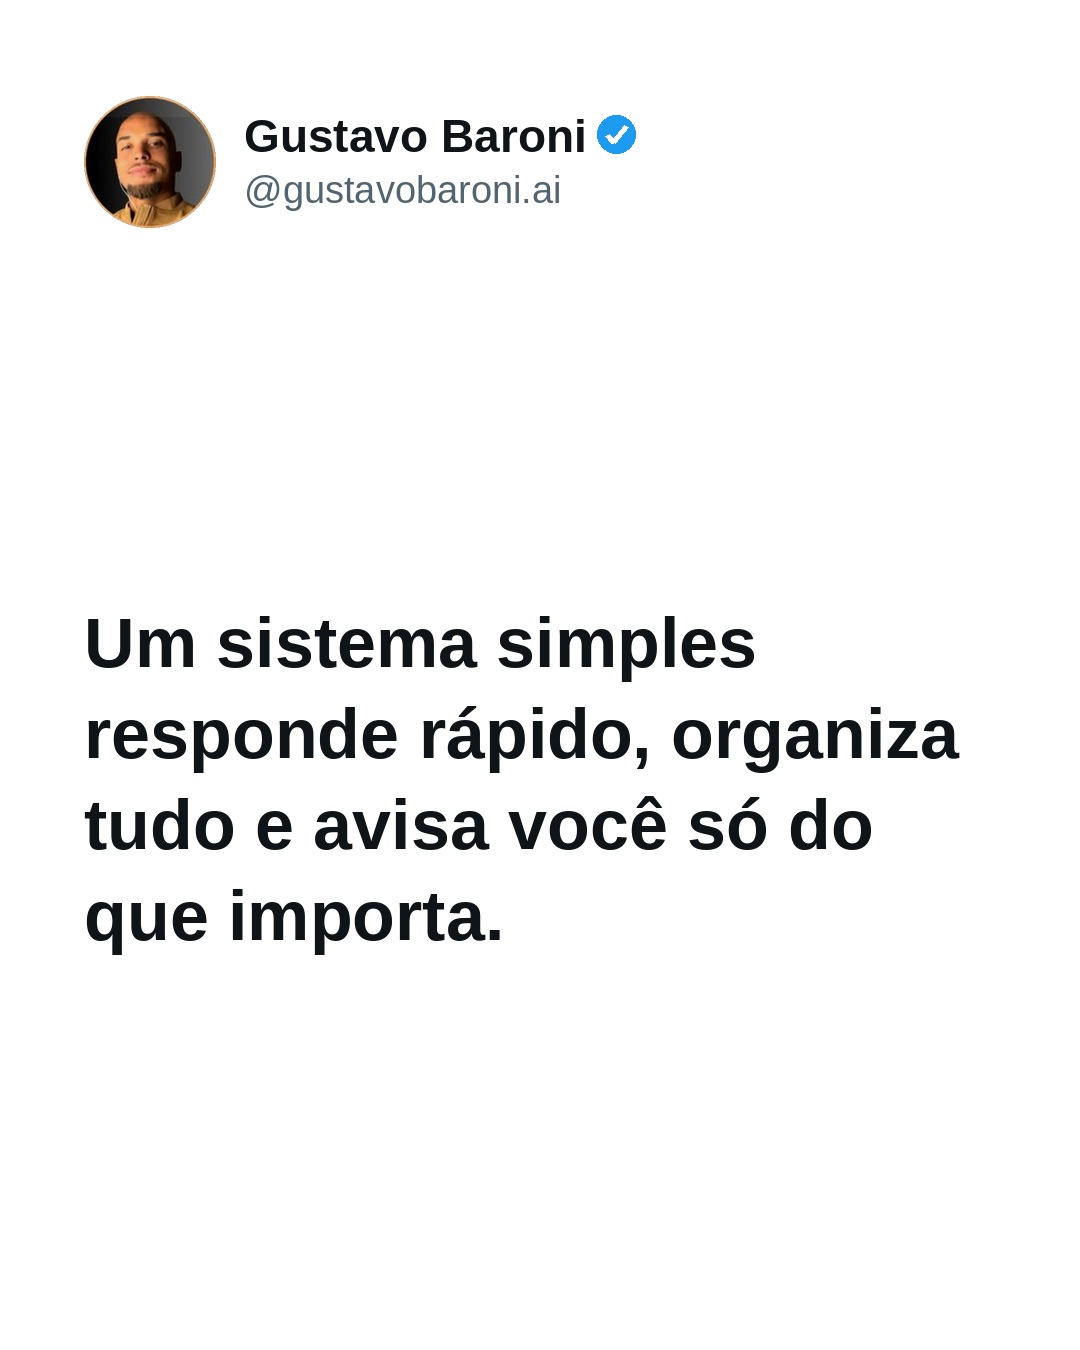 Gustavo Baroni
@gustavobaroni.ai
Um sistema simples
responde rápido, organiza
tudo e avisa você só do
que importa.